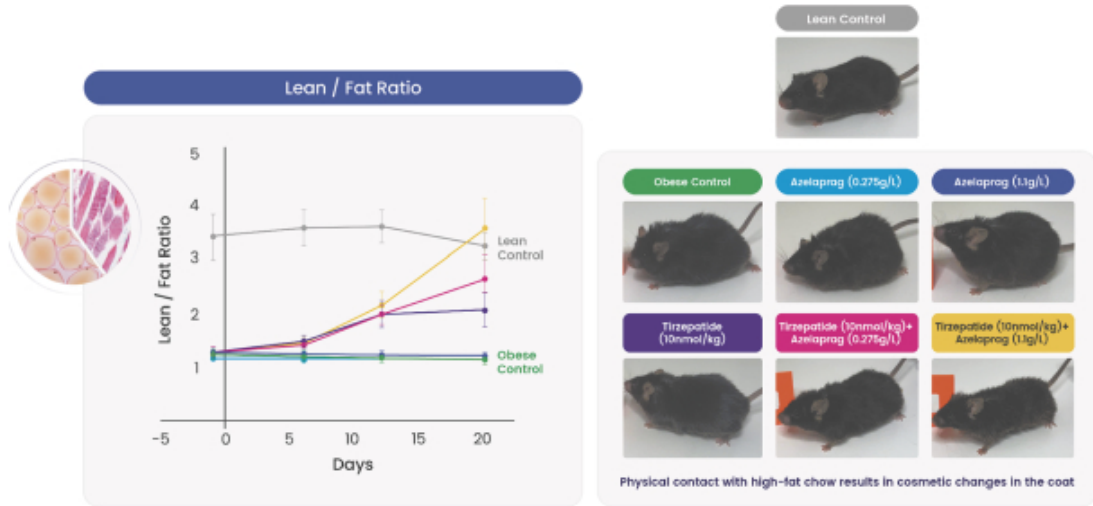 Lean Control
Lean / Fat Ratio
5
4
3
2
1
Lean / Fat Ratio
Lean
Control
Obese
Control
-5
0
5
10
15
20
Days
Obese Control
Azelaprag (0.275g/L)
Azelaprag (1.1g/L)
Tirzepatide
(10nmol/kg)
Tirzepatide (10nmol/kg)+
Azelaprag (0.275g/L)
Tirzepatide (10nmol/kg)+
Azelaprag (1.1g/L)
Physical contact with high-fat chow results in cosmetic changes in the coat